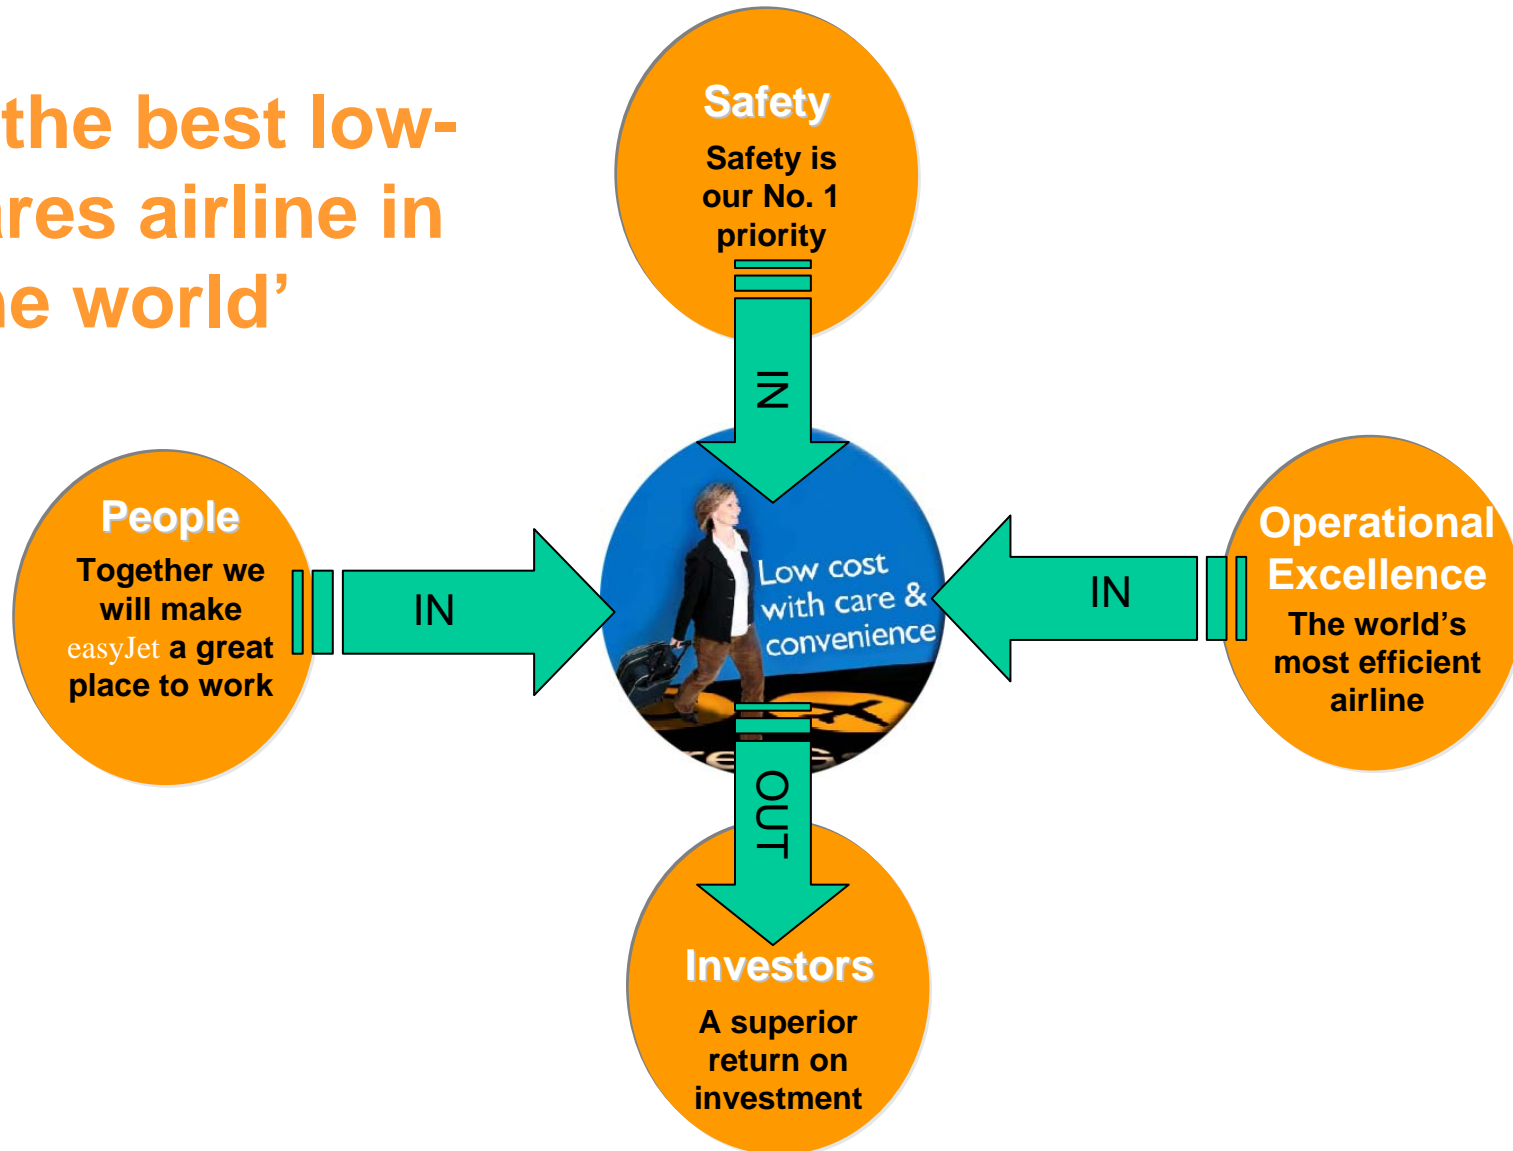 the best low-
ares airline in
he world’
Safety
Safety is
our No. 1
priority
IN
People
Together we
will make
easyJet a great
place to work
IN
Low cost
with care &
convenience
IN
Operational
Excellence
The world’s
most efficient
airline
OUT
Investors
A superior
return on
investment